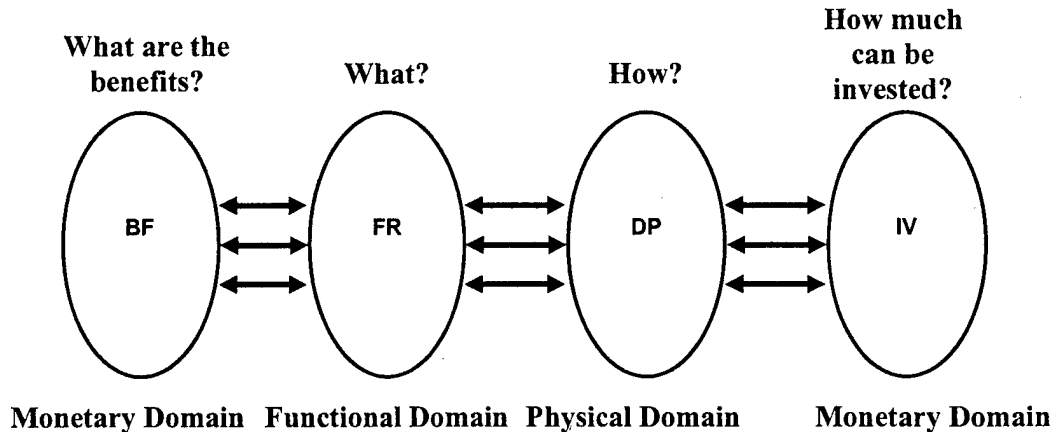 What are the
benefits?
What?
How?
How much
can be
invested?
BF
FR
DP
IV
Monetary Domain
Functional Domain
Physical Domain
Monetary Domain